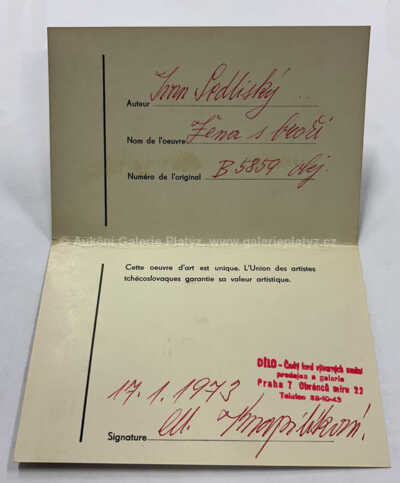 Auteur Ivan Sedliský
Nom de l'oeuvre Žena s
Numéro de l'original B 5859 olej.
© Aukční Galerie Platýz, www.galerieplatyz.cz
Cette oeuvre d'art est unique. L'Union des artistes
tchécoslovaques garantie sa valeur artistique.
DÍLO - Český fond výtvarných umění
prodejna a galerie
Praha 7 Obránců míru 22
Telefon
17.1.1973
Signature M.